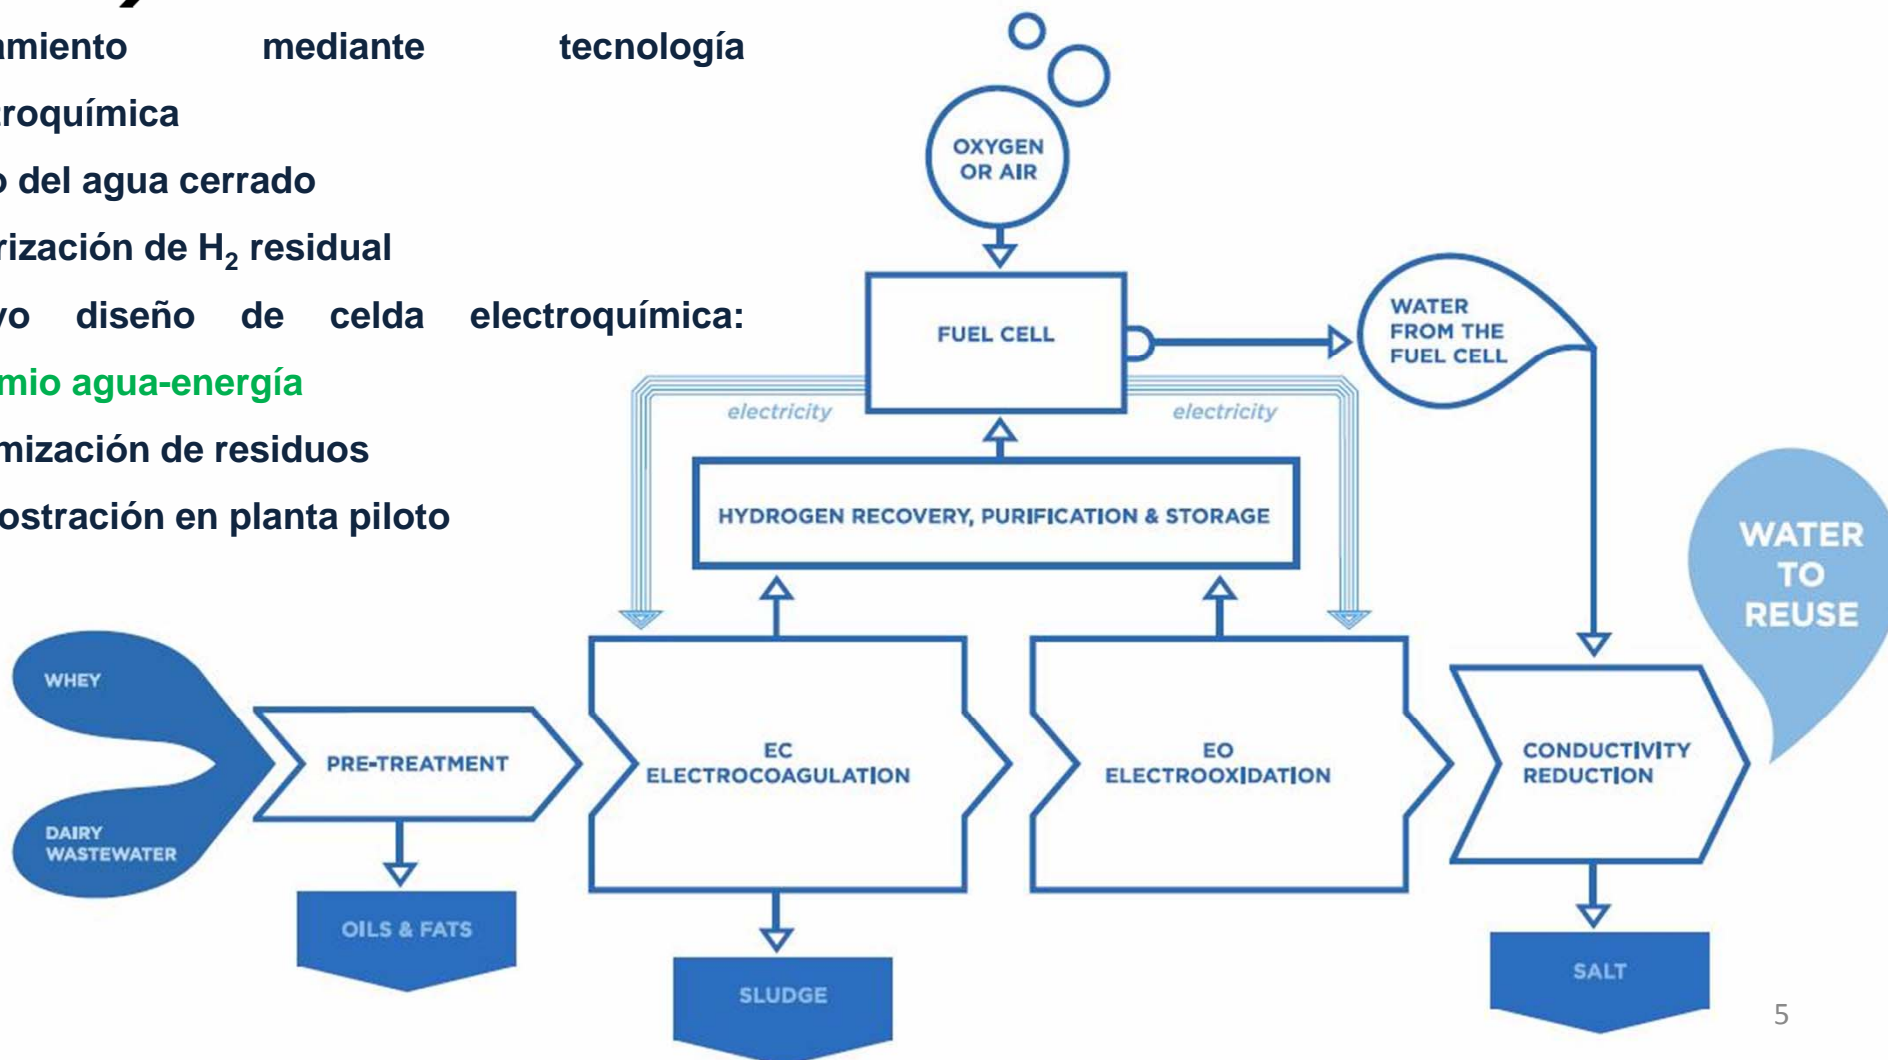 amiento mediante tecnología
troquímica
o del agua cerrado
rización de H₂ residual
vo diseño de celda electroquímica:
mio agua-energía
mización de residuos
ostración en planta piloto
OXYGEN
OR AIR
FUEL CELL
WATER
FROM THE
FUEL CELL
electricity
electricity
HYDROGEN RECOVERY, PURIFICATION & STORAGE
WATER
TO
REUSE
WHEY
DAIRY
WASTEWATER
PRE-TREATMENT
EC
ELECTROCOAGULATION
EO
ELECTROOXIDATION
CONDUCTIVITY
REDUCTION
OILS & FATS
SLUDGE
SALT
5